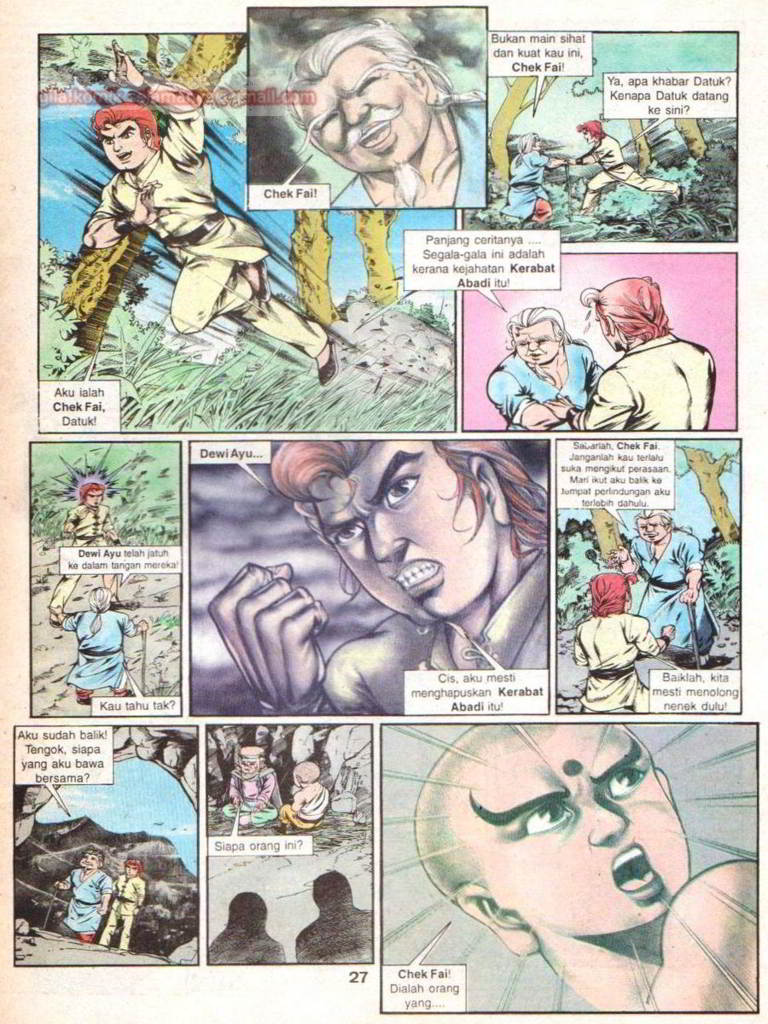 Aku ialah
Chek Fai,
Datuk!
Chek Fai!
Bukan main sihat
dan kuat kau ini,
Chek Fai!
Ya, apa khabar Datuk?
Kenapa Datuk datang
ke sini?
Panjang ceritanya ....
Segala-gala ini adalah
kerana kejahatan Kerabat
Abadi itu!
Dewi Ayu telah jatuh
ke dalam tangan mereka!
Kau tahu tak?
Dewi Ayu...
Cis, aku mesti
menghapuskan Kerabat
Abadi itu!
Sabarlah, Chek Fai.
Janganlah kau terlalu
suka mengikut perasaan.
Mari ikut aku balik ke
tempat perlindungan aku
terlebih dahulu.
Baiklah, kita
mesti menolong
nenek dulu!
Aku sudah balik!
Tengok, siapa
yang aku bawa
bersama?
Siapa orang ini?
Chek Fai!
Dialah orang
yang....
27